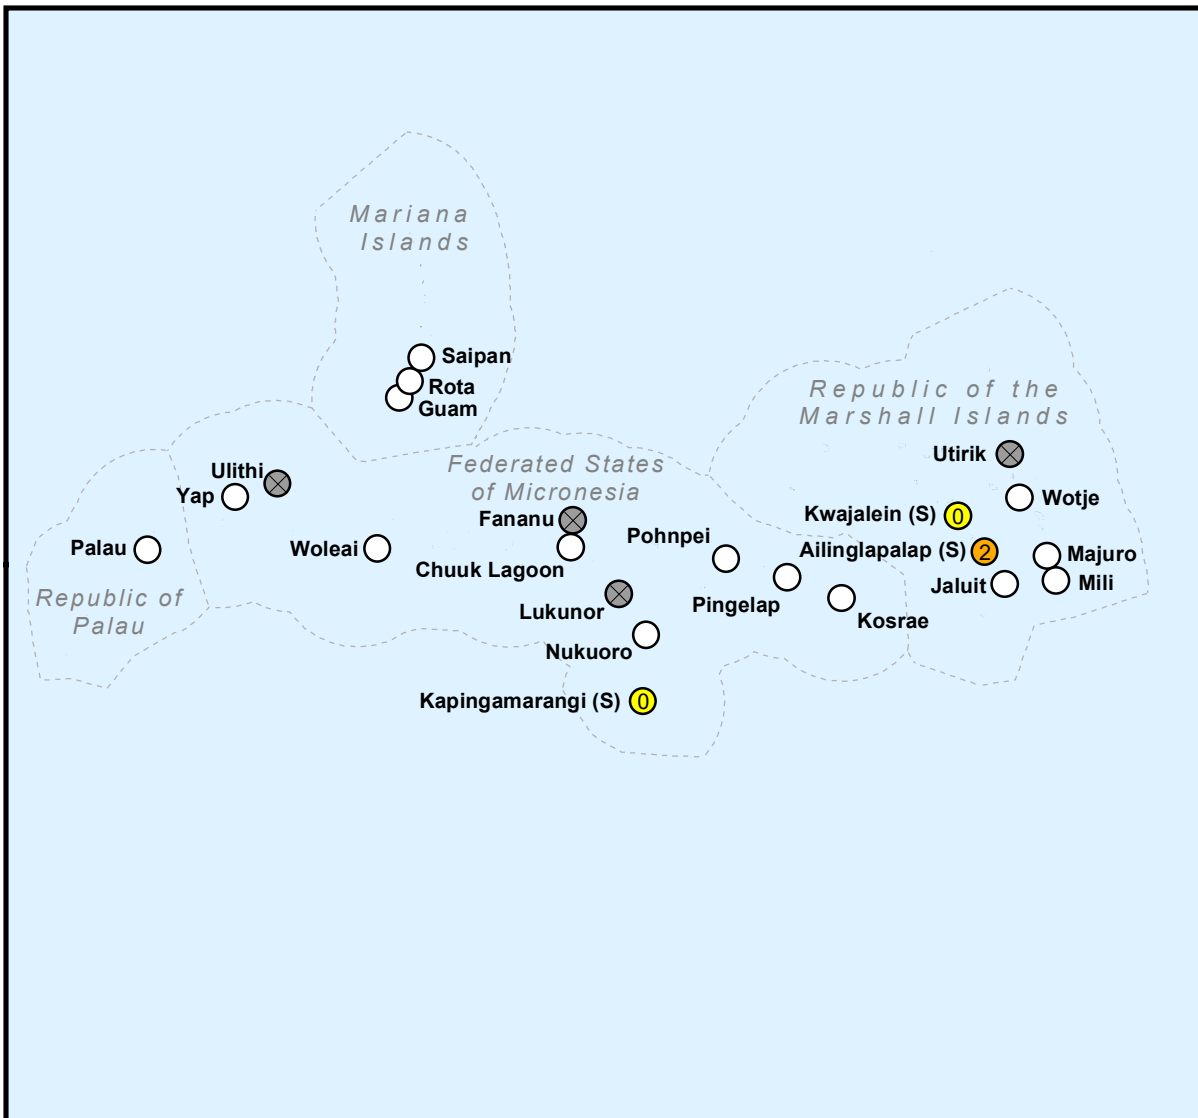 Mariana
Islands
Saipan
Rota
Guam
Republic of the
Marshall Islands
Utirik
Ulithi
Yap
Federated States
of Micronesia
Wotje
Kwajalein (S) 0
Fananu
Pohnpei
Palau
Woleai
Chuuk Lagoon
Ailinglapalap (S) 2
Majuro
Mili
Jaluit
Republic of
Palau
Lukunor
Pingelap
Kosrae
Nukuoro
Kapingamarangi (S) 0